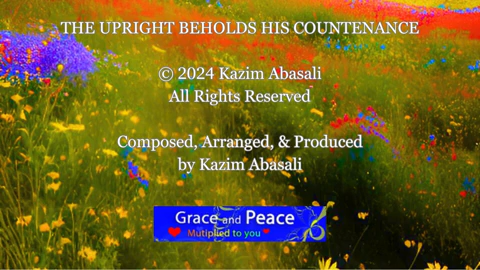 THE UPRIGHT BEHOLDS HIS COUNTENANCE
© 2024 Kazim Abasali
All Rights Reserved
Composed, Arranged, & Produced
by Kazim Abasali
Grace and Peace
Mutiplied to you